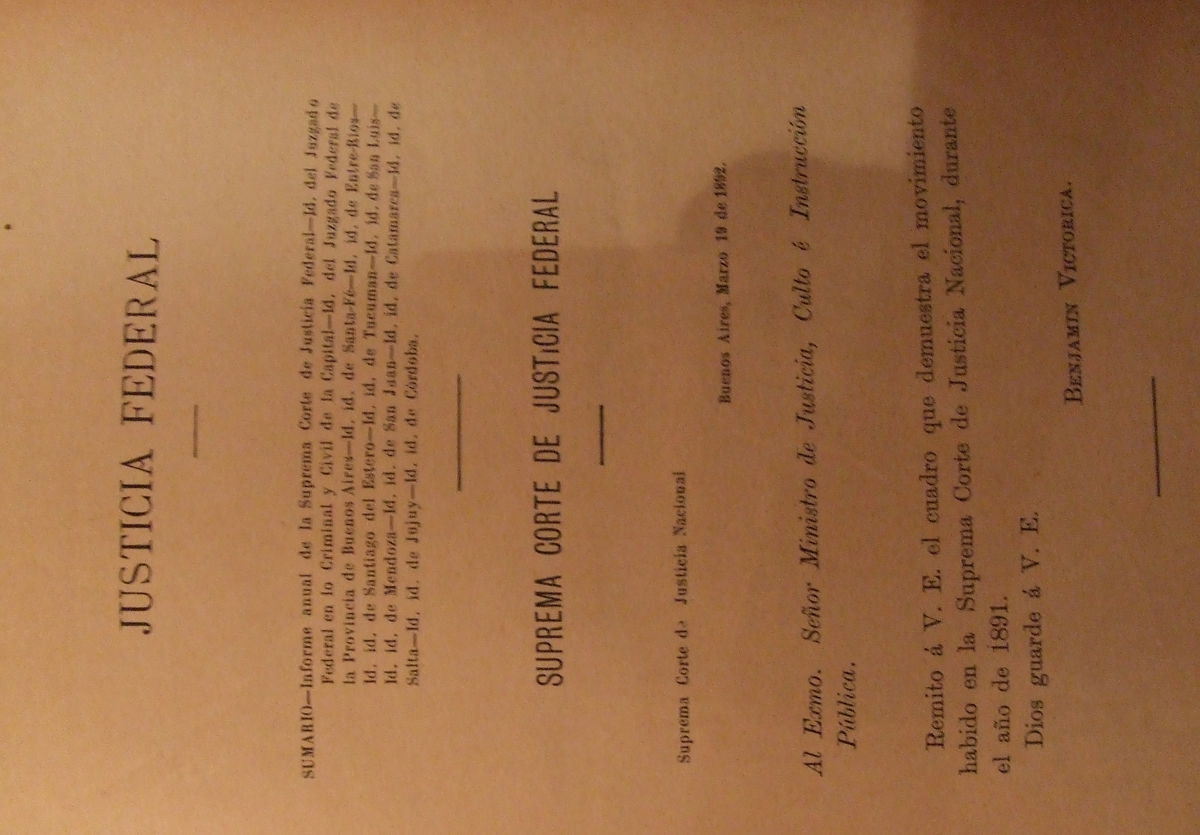 JUSTICIA FEDERAL
SUMARIO—Informe anual de la Suprema Corte de Justicia Federal—Id. del Juzgado
Federal en lo Criminal y Civil de la Capital—Id. del Juzgado Federal de
la Provincia de Buenos Aires—Id. id. de Santa-Fé—Id. id. de Entre-Rios—
Id. id. de Santiago del Estero—Id. id. de Tucuman—Id. id. de San Luis—
Id. id. de Mendoza—Id. id. de San Juan—Id. id. de Catamarca—Id. id. de
Salta—Id. id. de Jujuy—Id. id. de Córdoba.
SUPREMA CORTE DE JUSTICIA FEDERAL
Suprema Corte de Justicia Nacional
Buenos Aires, Marzo 19 de 1892.
Al Exmo. Señor Ministro de Justicia, Culto é Instrucción
Pública.
Remito á V. E. el cuadro que demuestra el movimiento
habido en la Suprema Corte de Justicia Nacional, durante
el año de 1891.
Dios guarde á V. E.
BENJAMIN VICTORICA.